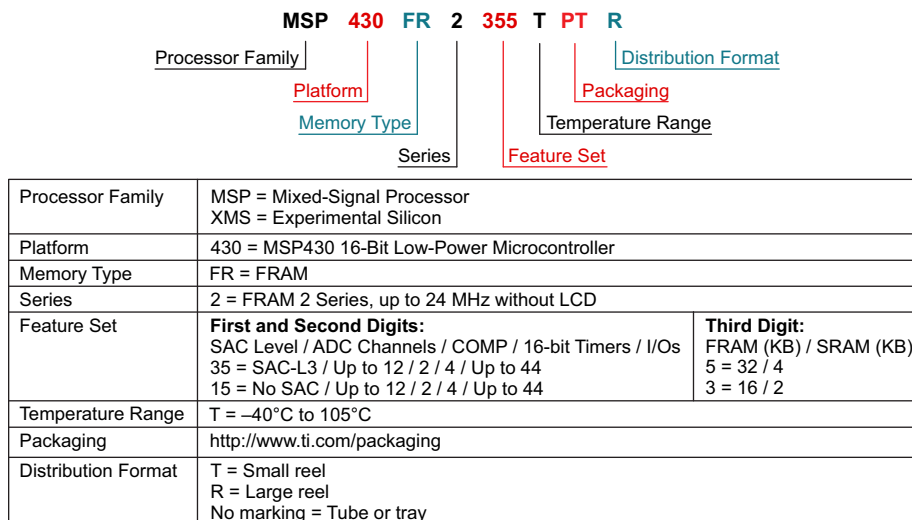 MSP 430 FR 2 355 T PT R
Processor Family
Distribution Format
Platform
Packaging
Memory Type
Temperature Range
Series
Feature Set
Processor Family
MSP = Mixed-Signal Processor
XMS = Experimental Silicon
Platform
430 = MSP430 16-Bit Low-Power Microcontroller
Memory Type
FR = FRAM
Series
2 = FRAM 2 Series, up to 24 MHz without LCD
Feature Set
First and Second Digits:
SAC Level / ADC Channels / COMP / 16-bit Timers / I/Os
35 = SAC-L3 / Up to 12 / 2 / 4 / Up to 44
15 = No SAC / Up to 12 / 2 / 4 / Up to 44
Third Digit:
FRAM (KB) / SRAM (KB)
5 = 32 / 4
3 = 16 / 2
Temperature Range
T = –40°C to 105°C
Packaging
http://www.ti.com/packaging
Distribution Format
T = Small reel
R = Large reel
No marking = Tube or tray